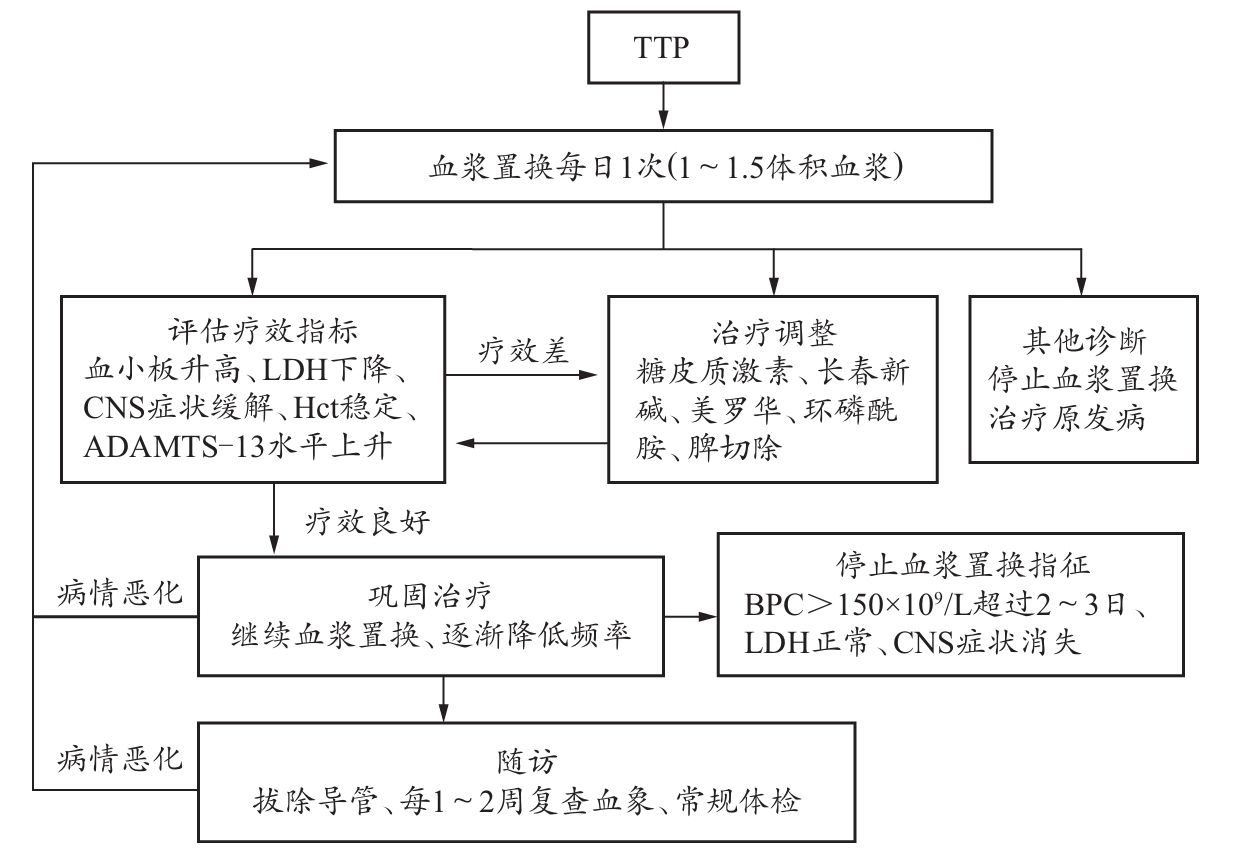 TTP
血浆置换每日1次(1~1.5体积血浆)
评估疗效指标
血小板升高、LDH下降、
CNS症状缓解、Hct稳定、
ADAMTS-13水平上升
疗效差
治疗调整
糖皮质激素、长春新
碱、美罗华、环磷酰
胺、脾切除
其他诊断
停止血浆置换
治疗原发病
疗效良好
病情恶化
巩固治疗
继续血浆置换、逐渐降低频率
停止血浆置换指征
BPC＞150×10⁹/L超过2~3日、
LDH正常、CNS症状消失
病情恶化
随访
拔除导管、每1~2周复查血象、常规体检